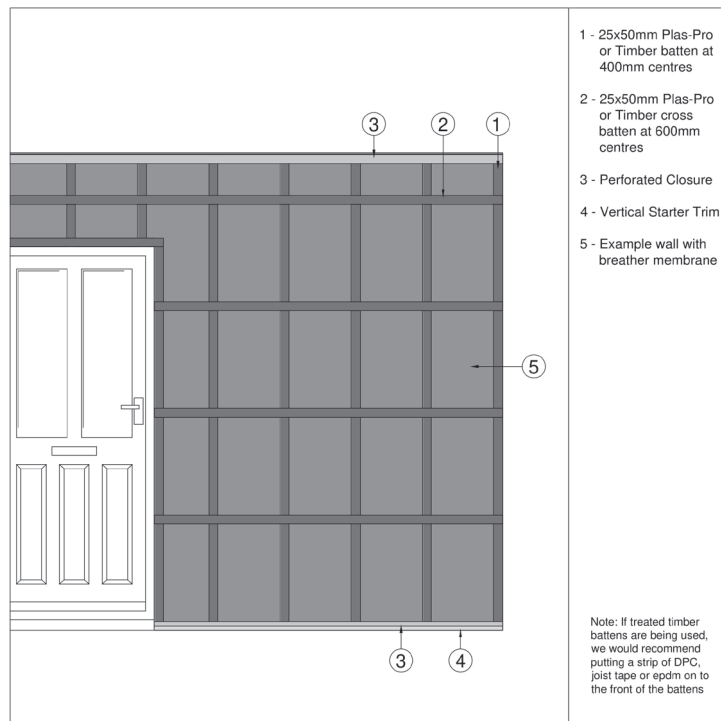 1 - 25x50mm Plas-Pro
or Timber batten at
400mm centres
2 - 25x50mm Plas-Pro
or Timber cross
batten at 600mm
centres
3 - Perforated Closure
4 - Vertical Starter Trim
5 - Example wall with
breather membrane
3
2
1
5
3
4
Note: If treated timber
battens are being used,
we would recommend
putting a strip of DPC,
joist tape or epdm on to
the front of the battens